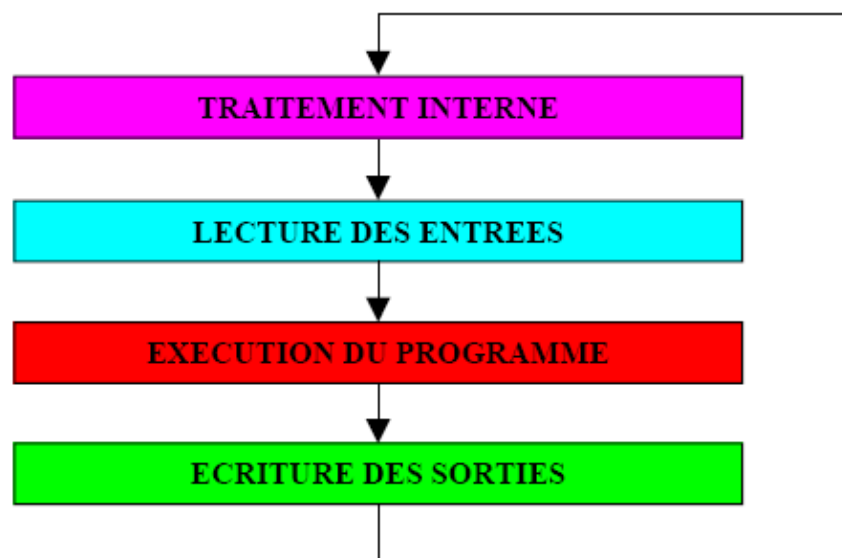 TRAITEMENT INTERNE
LECTURE DES ENTREES
EXECUTION DU PROGRAMME
ECRITURE DES SORTIES